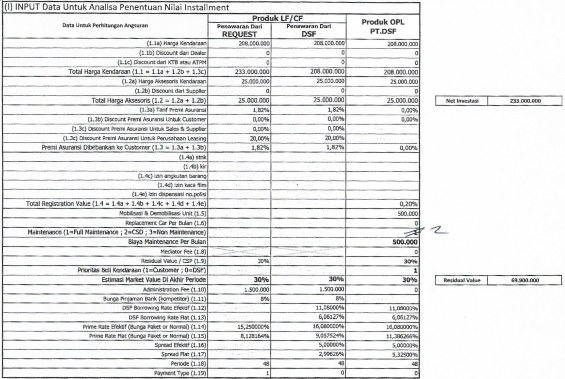 (I) INPUT Data Untuk Analisa Penentuan Nilai Installment
Data Untuk Perhitungan Angsuran Produk LF/CF Produk OPL PT.DSF
Penawaran Dari REQUEST Penawaran Dari DSF
(1.1a) Harga Kendaraan 208.000.000 208.000.000 208.000.000
(1.1b) Discount dari Dealer 0 0 0
(1.1c) Discount dari KTB atau ATPM 0 0 0
Total Harga Kendaraan (1.1 = 1.1a + 1.2b + 1.3c) 233.000.000 208.000.000 208.000.000
(1.2a) Harga Aksesoris Kendaraan 25.000.000 25.000.000 25.000.000
(1.2b) Discount dari Supplier 0 0 0
Total Harga Aksesoris (1.2 = 1.2a + 1.2b) 25.000.000 25.000.000 25.000.000 Net Investasi 233.000.000
(1.3a) Tarif Premi Asuransi 1,82% 1,82% 0,00%
(1.3b) Discount Premi Asuransi Untuk Customer 0,00% 0,00% 0,00%
(1.3c) Discount Premi Asuransi Untuk Sales & Supplier 0,00% 0,00%
(1.3c) Discount Premi Asuransi Untuk Perusahaan Leasing 20,00% 20,00%
Premi Asuransi Dibebankan ke Customer (1.3 = 1.3a + 1.3b) 1,82% 1,82% 0,00%
(1.4a) stnk
(1.4b) kir
(1.4c) izin angkutan barang
(1.4d) izin kaca film
(1.4e) izin dispensasi no.polisi
Total Registration Value (1.4 = 1.4a + 1.4b + 1.4c + 1.4d + 1.4e) 0,20%
Mobilisasi & Demobilisasi Unit (1.5) 500.000
Replacement Car Per Bulan (1.6) 0
Maintenance (1=Full Maintenance ; 2=CSD ; 3=Non Maintenance) 2
Biaya Maintenance Per Bulan 500.000
Mediator Fee (1.8) 0
Residual Value / CSP (1.9) 30% 30%
Prioritas Beli Kendaraan (1=Customer ; 0=DSF) 1
Estimasi Market Value Di Akhir Periode 30% 30% 30% Residual Value 69.900.000
Administration Fee (1.10) 1.500.000 1.500.000 0
Bunga Pinjaman Bank (kompetitor) (1.11) 8% 8%
DSF Borrowing Rate Efektif (1.12) 11,08000% 11,08000%
DSF Borrowing Rate Flat (1.13) 6,06127% 6,06127%
Prime Rate Efektif (Bunga Paket or Normal) (1.14) 15,250000% 16,080000% 16,080000%
Prime Rate Flat (Bunga Paket or Normal) (1.15) 8,128164% 9,057524% 11,386266%
Spread Efektif (1.16) 5,00000% 5,00000%
Spread Flat (1.17) 2,99626% 5,32500%
Periode (1.18) 48 48 48
Payment Type (1.19) 1 0 0